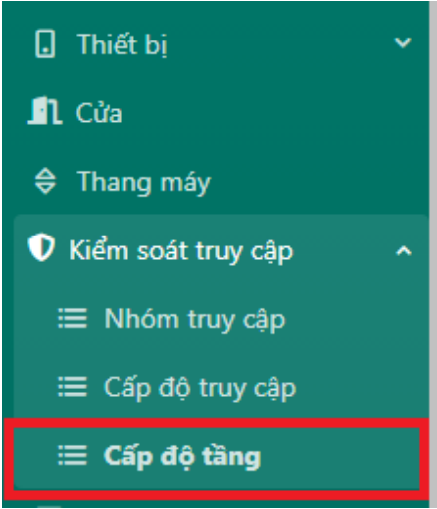 Thiết bị
Cửa
Thang máy
Kiểm soát truy cập
Nhóm truy cập
Cấp độ truy cập
Cấp độ tầng